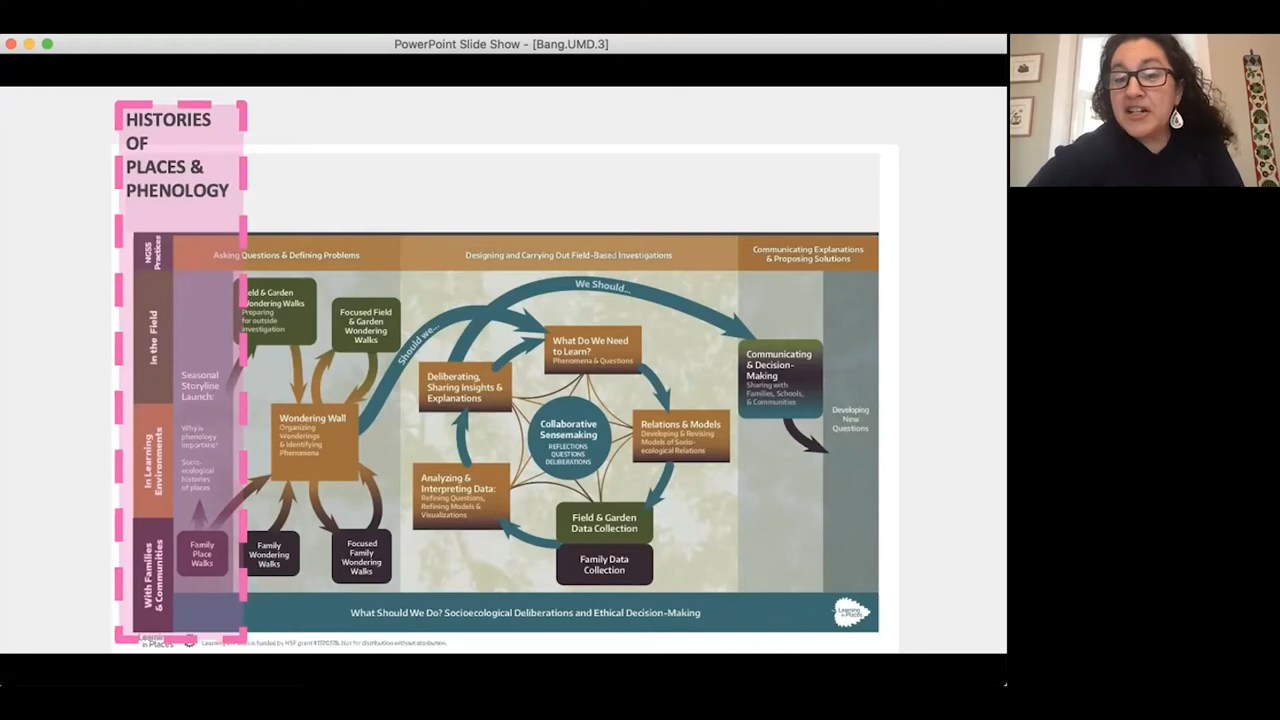 PowerPoint Slide Show - [Bang.UMD.3]
HISTORIES
OF
PLACES &
PHENOLOGY
NGSS
Practices
Asking Questions & Defining Problems
Designing and Carrying Out Field-Based Investigations
Communicating Explanations
& Proposing Solutions
In the Field
In Learning
Environments
With Families
& Communities
Seasonal
Storyline
Launch:
Why is
phenology
important?
Socio-
ecological
histories
of places
Family
Place
Walks
ield & Garden
ondering Walks
Preparing
for outside
investigation
Focused Field
& Garden
Wondering
Walks
Wondering Wall
Organizing
Wonderings
& Identifying
Phenomena
Family
Wondering
Walks
Focused
Family
Wondering
Walks
Should we...
We Should...
What Do We Need
to Learn?
Phenomena & Questions
Deliberating,
Sharing Insights &
Explanations
Collaborative
Sensemaking
REFLECTIONS
QUESTIONS
DELIBERATIONS
Relations & Models
Developing & Revising
Models of Socio-
ecological Relations
Analyzing &
Interpreting Data:
Refining Questions,
Refining Models &
Visualizations
Field & Garden
Data Collection
Family Data
Collection
Communicating
& Decision-
Making
Sharing with
Families, Schools,
& Communities
Developing
New
Questions
What Should We Do? Socioecological Deliberations and Ethical Decision-Making
Learning
in Places
Learning
in Places
Learning in Places is funded by NSF grant Not for distribution without attribution.